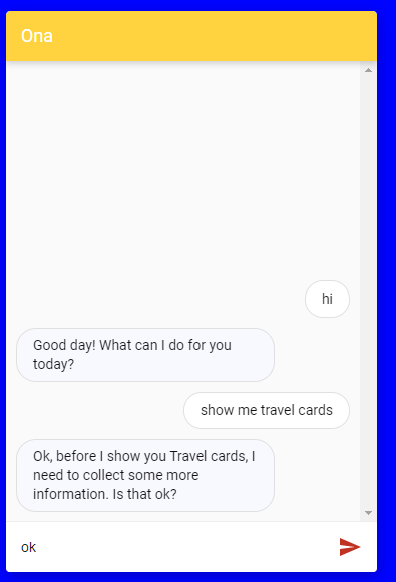 Ona
hi
Good day! What can I do for you
today?
show me travel cards
Ok, before I show you Travel cards, I
need to collect some more
information. Is that ok?
ok